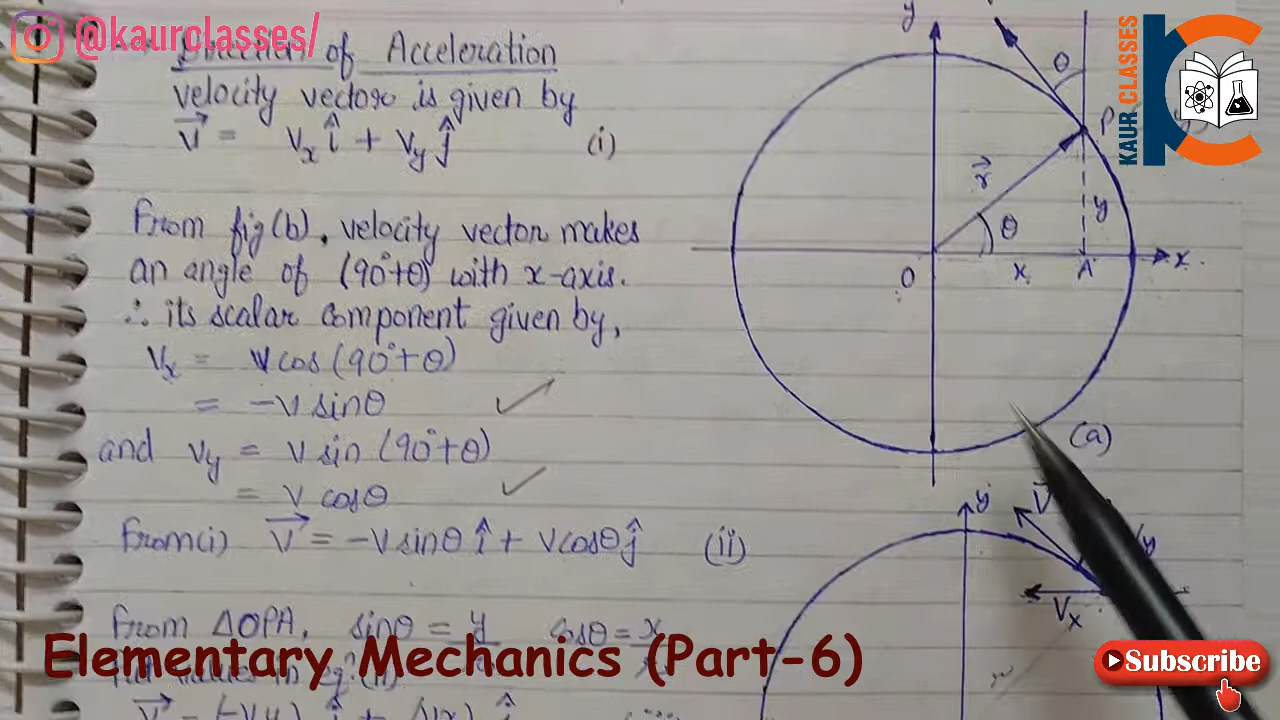 @kaurclasses/
Direction of Acceleration
velocity vector is given by
v = vx î + vy ĵ (i)
From fig(b), velocity vector makes
an angle of (90°+θ) with x-axis.
∴ its scalar component given by,
Vx = v cos (90°+θ)
= -v sinθ
and vy = v sin (90°+θ)
= v cosθ
From(i) v = -v sinθ î + v cosθ ĵ (ii)
From ΔOPA, sinθ = y cosθ = x
Elementary Mechanics (Part-6)
y
θ
P
r
y
θ
O
x
A
x
(a)
y
V
Vx
KAUR CLASSES
Subscribe